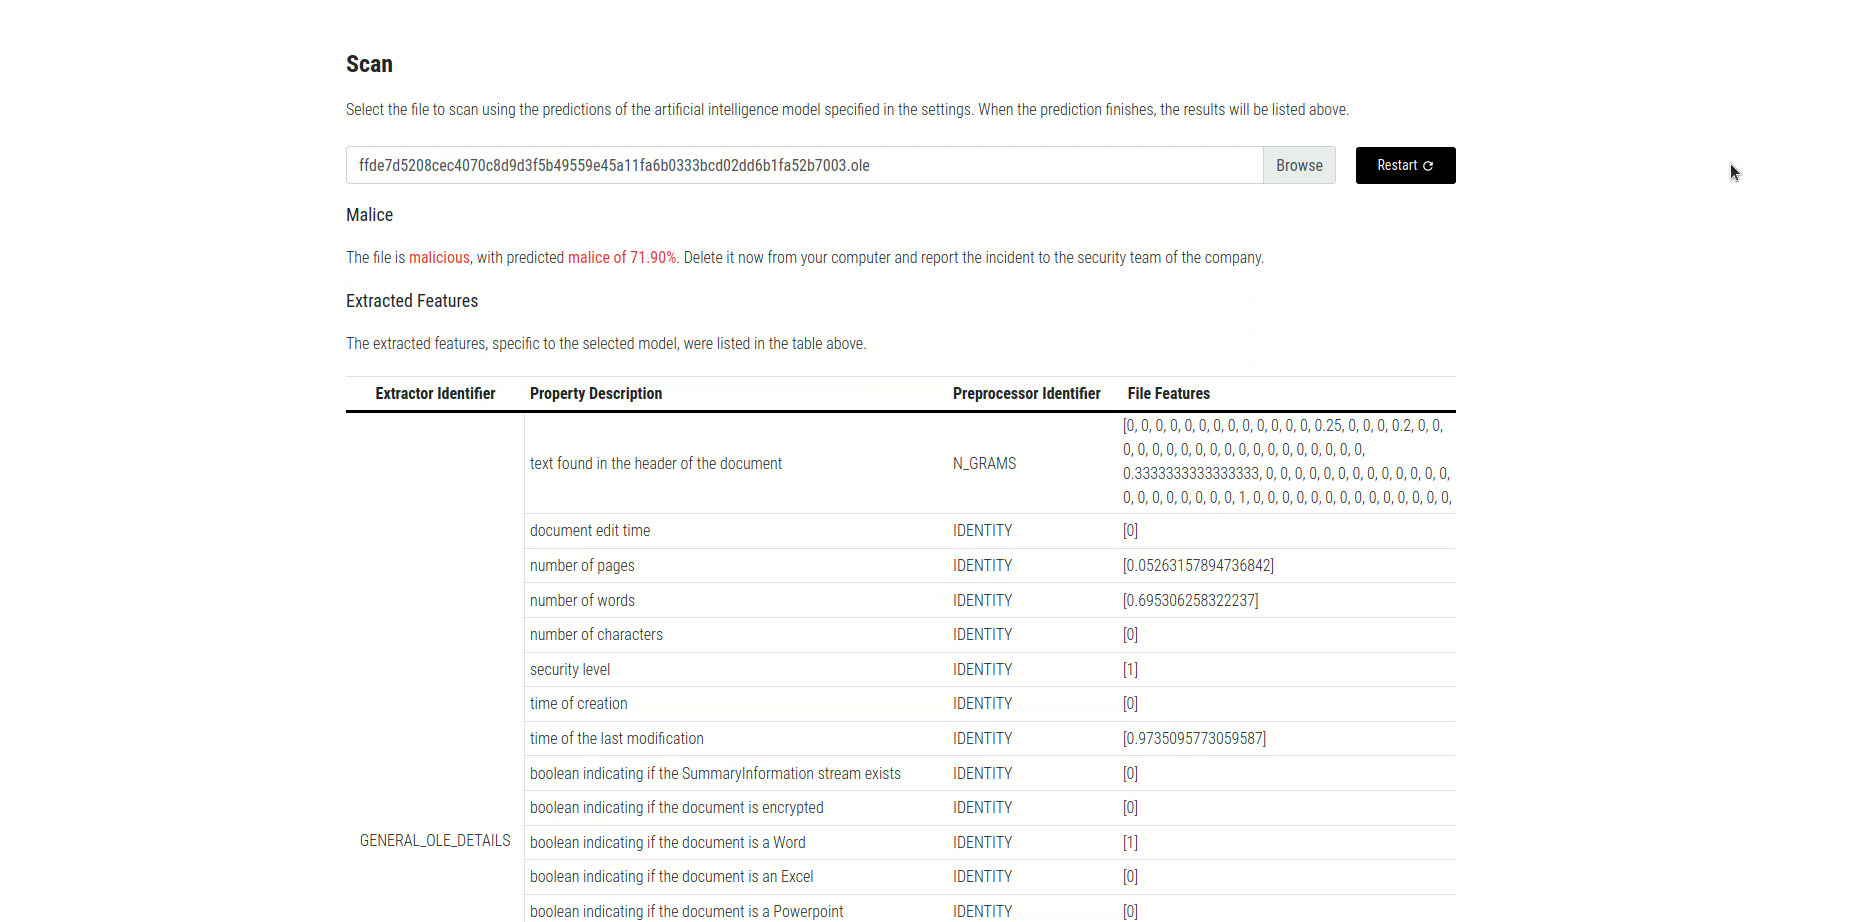 Scan
Select the file to scan using the predictions of the artificial intelligence model specified in the settings. When the prediction finishes, the results will be listed above.
ffde7d5208cec4070c8d9d3f5b49559e45a11fa6b0333bcd02dd6b1fa52b7003.ole Browse Restart
Malice
The file is malicious, with predicted malice of 71.90%. Delete it now from your computer and report the incident to the security team of the company.
Extracted Features
The extracted features, specific to the selected model, were listed in the table above.
Extractor Identifier Property Description Preprocessor Identifier File Features
[0, 0, 0, 0, 0, 0, 0, 0, 0, 0, 0, 0, 0, 0.25, 0, 0, 0, 0.2, 0, 0,
0, 0, 0, 0, 0, 0, 0, 0, 0, 0, 0, 0, 0, 0, 0, 0, 0,
text found in the header of the document N_GRAMS
0.3333333333333333, 0, 0, 0, 0, 0, 0, 0, 0, 0, 0, 0, 0, 0,
0, 0, 0, 0, 0, 0, 0, 0, 1, 0, 0, 0, 0, 0, 0, 0, 0, 0, 0, 0, 0, 0, 0,
document edit time IDENTITY [0]
number of pages IDENTITY [0.05263157894736842]
number of words IDENTITY [0.695306258322237]
number of characters IDENTITY [0]
security level IDENTITY [1]
time of creation IDENTITY [0]
time of the last modification IDENTITY [0.9735095773059587]
boolean indicating if the SummaryInformation stream exists IDENTITY [0]
boolean indicating if the document is encrypted IDENTITY [0]
GENERAL_OLE_DETAILS boolean indicating if the document is a Word IDENTITY [1]
boolean indicating if the document is an Excel IDENTITY [0]
boolean indicating if the document is a Powerpoint IDENTITY [0]